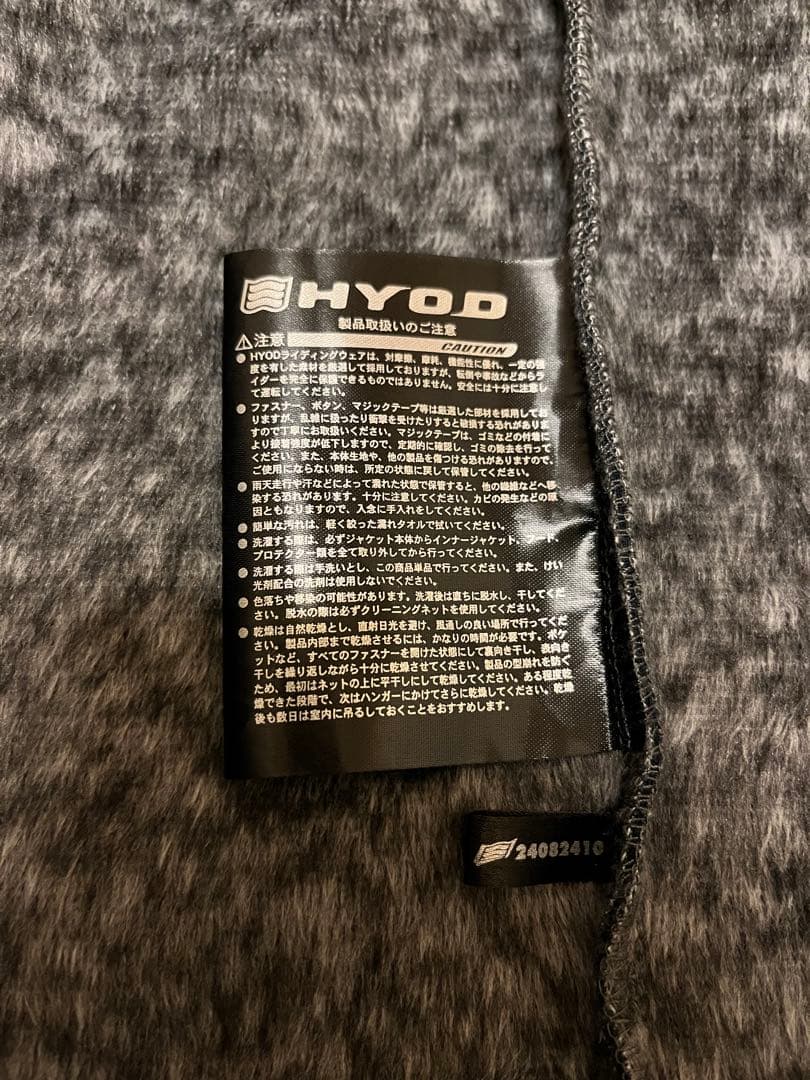 HYOD
製品取扱いのご注意
注意
CAUTION
● HYODライディングウェアは、対摩擦、摩耗、機能性に優れ、一定の強
度を有した素材を厳選して採用しておりますが、転倒や事故などからラ
イダーを完全に保護できるものではありません。安全には十分に注意し
て運転してください。
● ファスナー、ボタン、マジックテープ等は厳選した部材を採用してお
りますが、乱雑に扱ったり衝撃を受けたりすると破損する恐れがありま
すので丁寧にお取扱いください。マジックテープは、ゴミなどの付着に
より接着強度が低下しますので、定期的に確認し、ゴミの除去を行って
ください。また、本体生地や、他の製品を傷つける恐れがありますので、
ご使用にならない時は、所定の状態に戻して保管してください。
● 雨天走行や汗などによって濡れた状態で保管すると、他の繊維などへ移
染する恐れがあります。十分に注意してください。カビの発生などの原
因ともなりますので、入念に手入れをしてください。
● 簡単な汚れは、軽く絞った濡れタオルで拭いてください。
● 洗濯する際は、必ずジャケット本体からインナージャケット、フード、
プロテクター類を全て取り外してから行ってください。
● 洗濯する際は手洗いとし、この商品単品で行ってください。また、けい
光剤配合の洗剤は使用しないでください。
● 色落ちや移染の可能性があります。洗濯後は直ちに脱水し、干してくだ
さい。脱水の際は必ずクリーニングネットを使用してください。
● 乾燥は自然乾燥とし、直射日光を避け、風通しの良い場所で行ってくだ
さい。製品内部まで乾燥させるには、かなりの時間が必要です。ポケ
ットなど、すべてのファスナーを開けた状態にして裏向き干し、表向き
干しを繰り返しながら十分に乾燥させてください。製品の型崩れを防ぐ
ため、最初はネットの上に平干しにして乾燥してください。ある程度乾
燥できた段階で、次はハンガーにかけてさらに乾燥してください。乾燥
後も数日は室内に吊るしておくことをおすすめします。
24082410